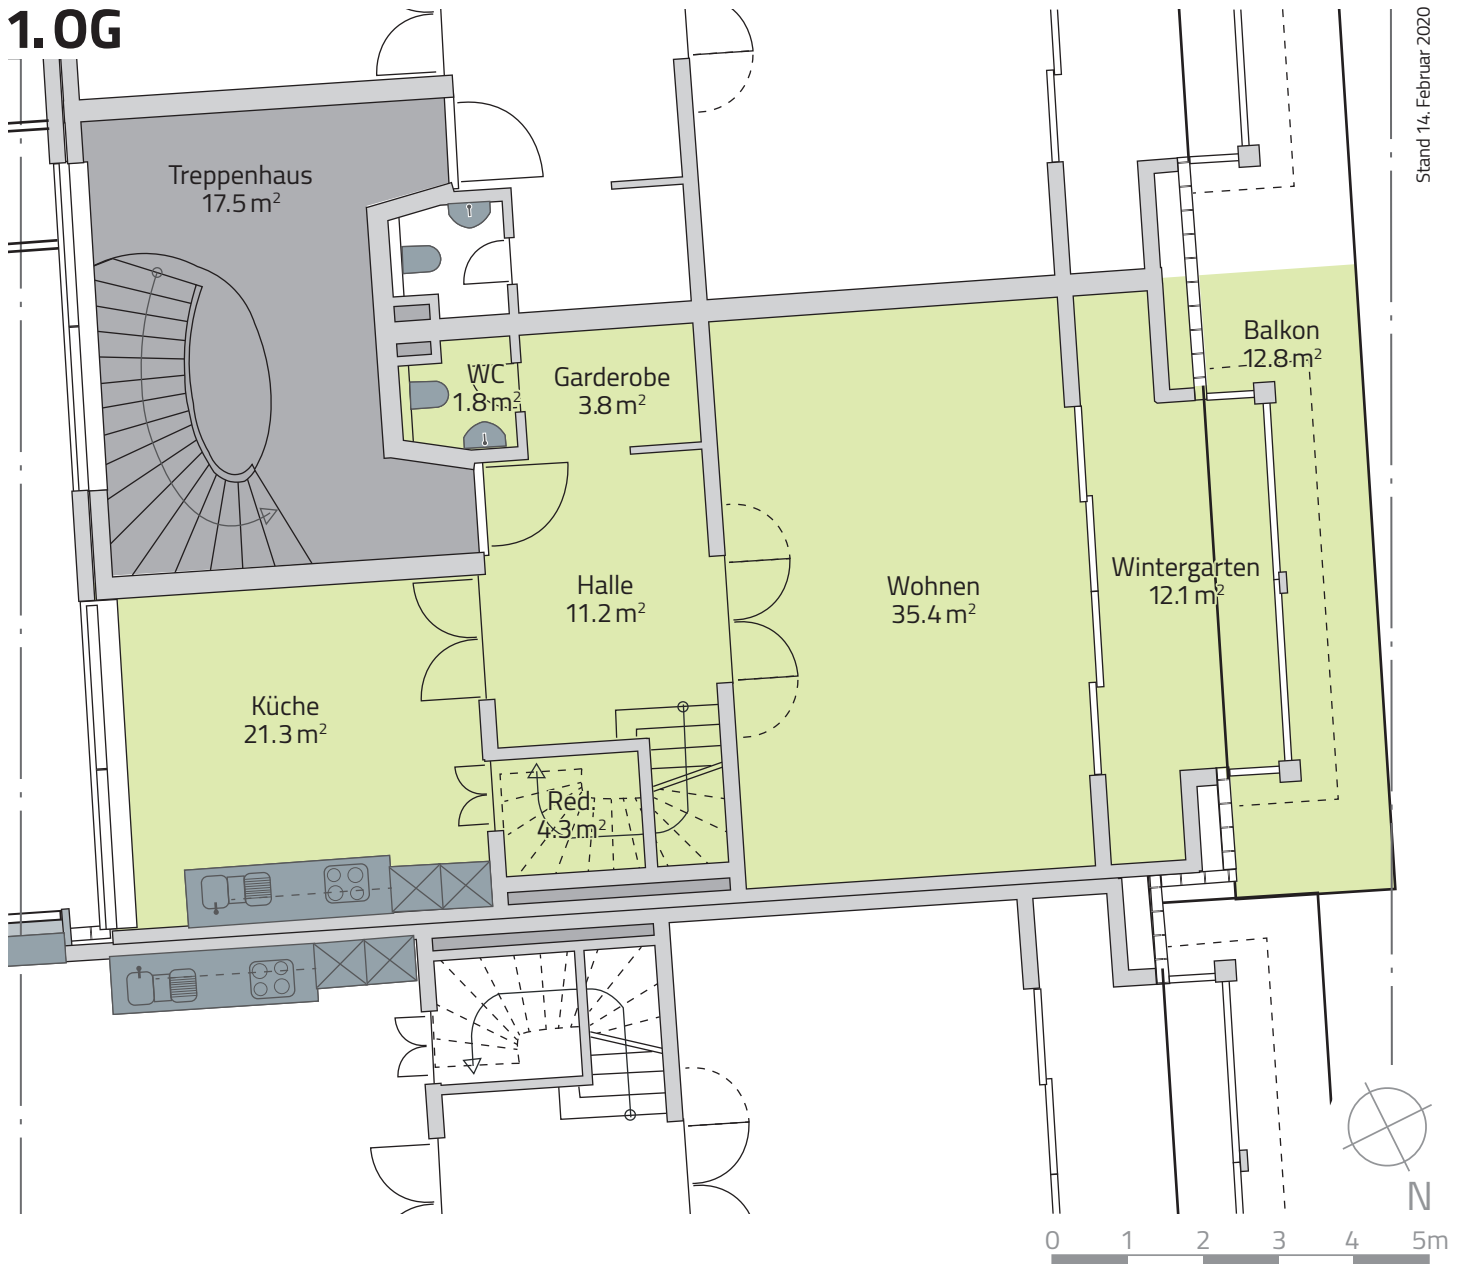 1. OG
Stand 14. Februar 2020
Treppenhaus
17.5 m²
WC
1.8 m²
Garderobe
3.8 m²
Balkon
12.8 m²
Halle
11.2 m²
Wohnen
35.4 m²
Wintergarten
12.1 m²
Küche
21.3 m²
Red.
4.3 m²
N
0 1 2 3 4 5m